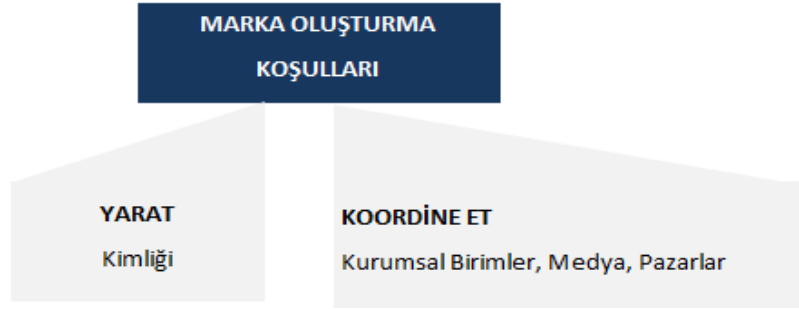 MARKA OLUŞTURMA
KOŞULLARI
YARAT
Kimliği
KOORDİNE ET
Kurumsal Birimler, Medya, Pazarlar